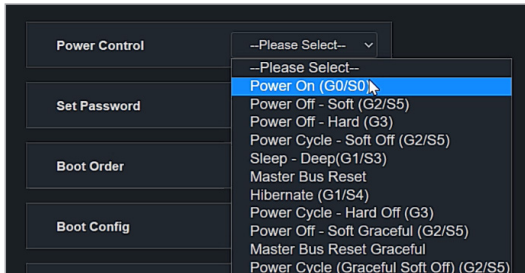 Power Control
--Please Select--
--Please Select--
Power On (G0/S0)
Set Password
Power Off - Soft (G2/S5)
Power Off - Hard (G3)
Power Cycle - Soft Off (G2/S5)
Sleep - Deep(G1/S3)
Boot Order
Master Bus Reset
Hibernate (G1/S4)
Power Cycle - Hard Off (G3)
Boot Config
Power Off - Soft Graceful (G2/S5)
Master Bus Reset Graceful
Power Cycle (Graceful Soft Off) (G2/S5)